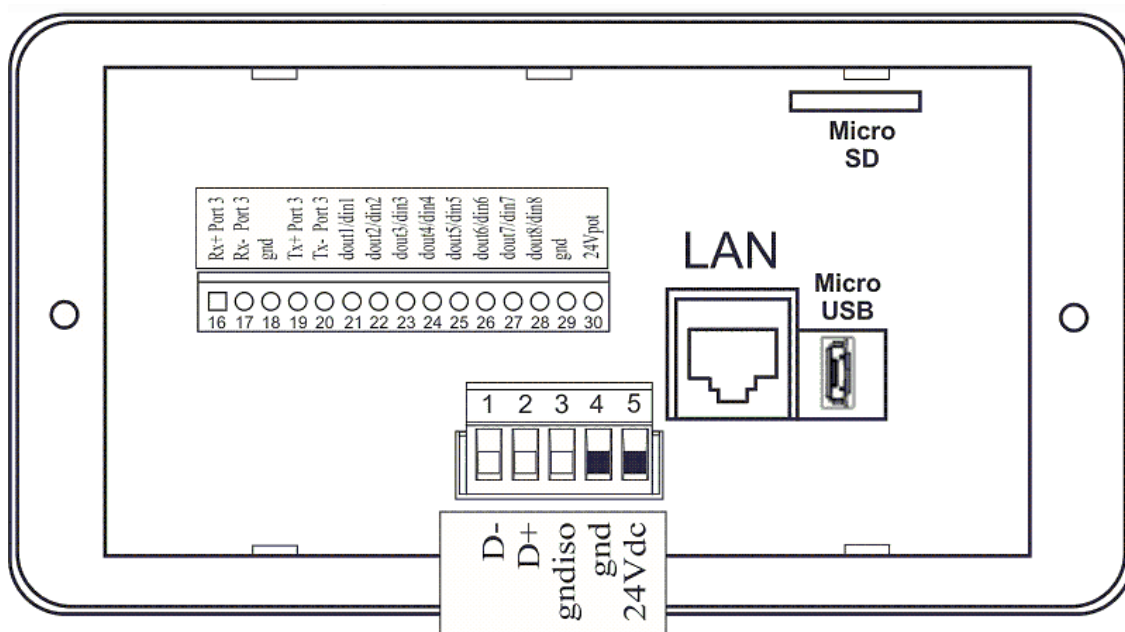 Micro
SD
Rx+ Port 3
Rx- Port 3
gnd
Tx+ Port 3
Tx- Port 3
dout1/din1
dout2/din2
dout3/din3
dout4/din4
dout5/din5
dout6/din6
dout7/din7
dout8/din8
gnd
24Vpot
16 17 18 19 20 21 22 23 24 25 26 27 28 29 30
LAN
Micro
USB
1 2 3 4 5
D-
D+
gndiso
gnd
24Vdc